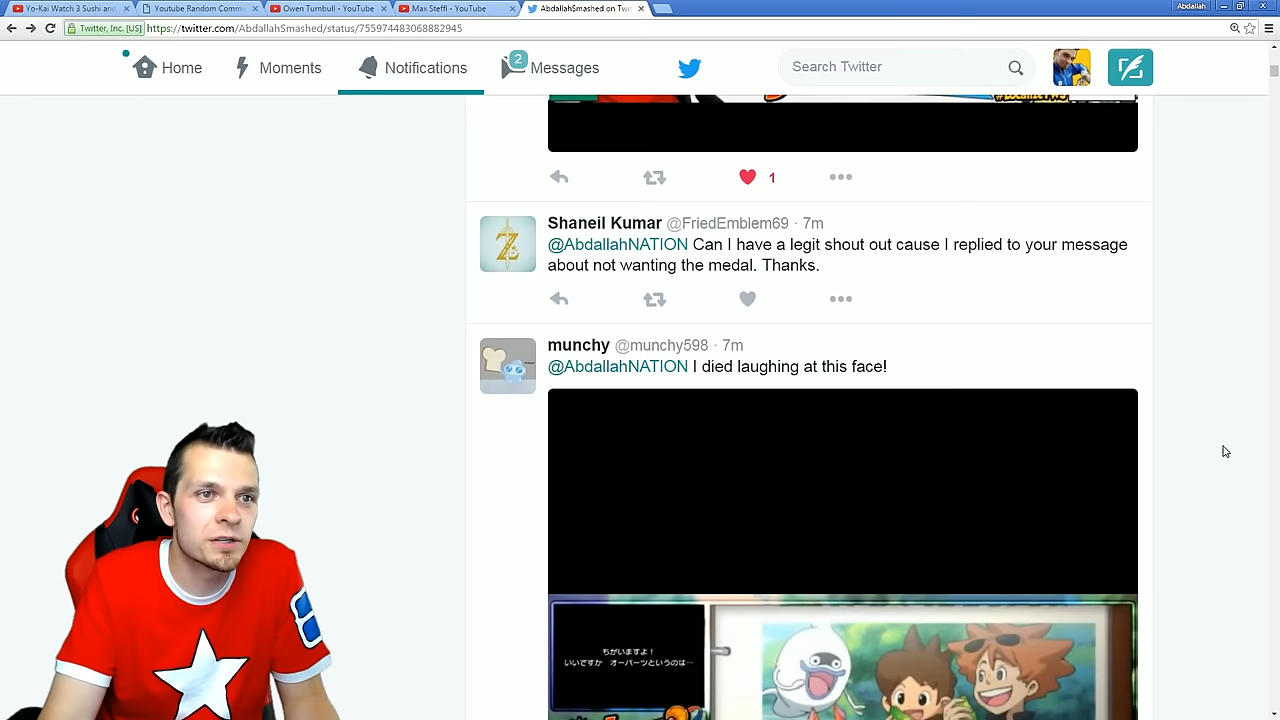 Yo-Kai Watch 3 Sushi and
Youtube Random Comme
Owen Turnbull - YouTube
Max Steffl - YouTube
AbdallahSmashed on Twi
Abdallah
Twitter, Inc. [US] https://twitter.com/AbdallahSmashed/status/755974483068882945
Home
Moments
Notifications
2
Messages
Search Twitter
1
Shaneil Kumar @FriedEmblem69 · 7m
@AbdallahNATION Can I have a legit shout out cause I replied to your message
about not wanting the medal. Thanks.
munchy @munchy598 · 7m
@AbdallahNATION I died laughing at this face!
ちがいますよ！
いいですか オーパーツというのは…